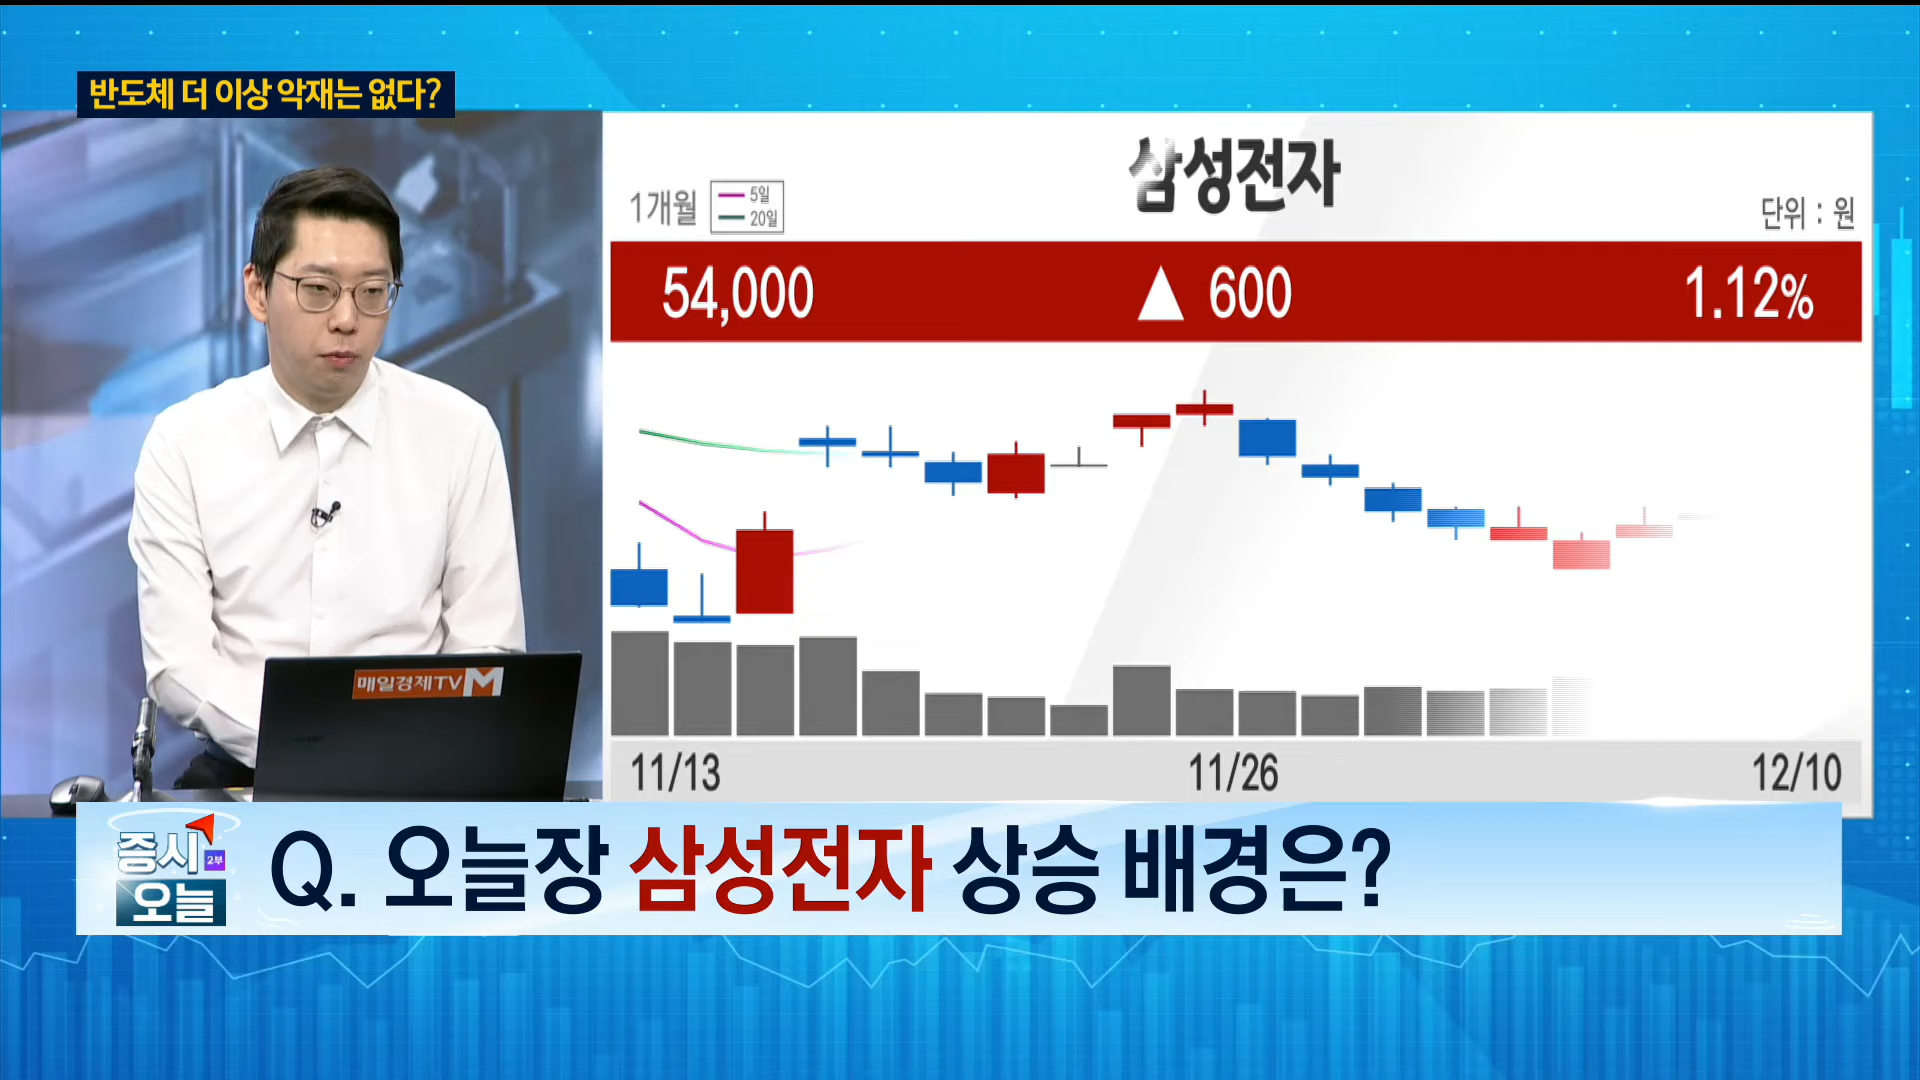 반도체 더 이상 악재는 없다?
삼성전자
1개월
5일
20일
단위 : 원
54,000 ▲ 600 1.12%
매일경제TV M
11/13 11/26 12/10
증시 2부
오늘
Q. 오늘장 삼성전자 상승 배경은?